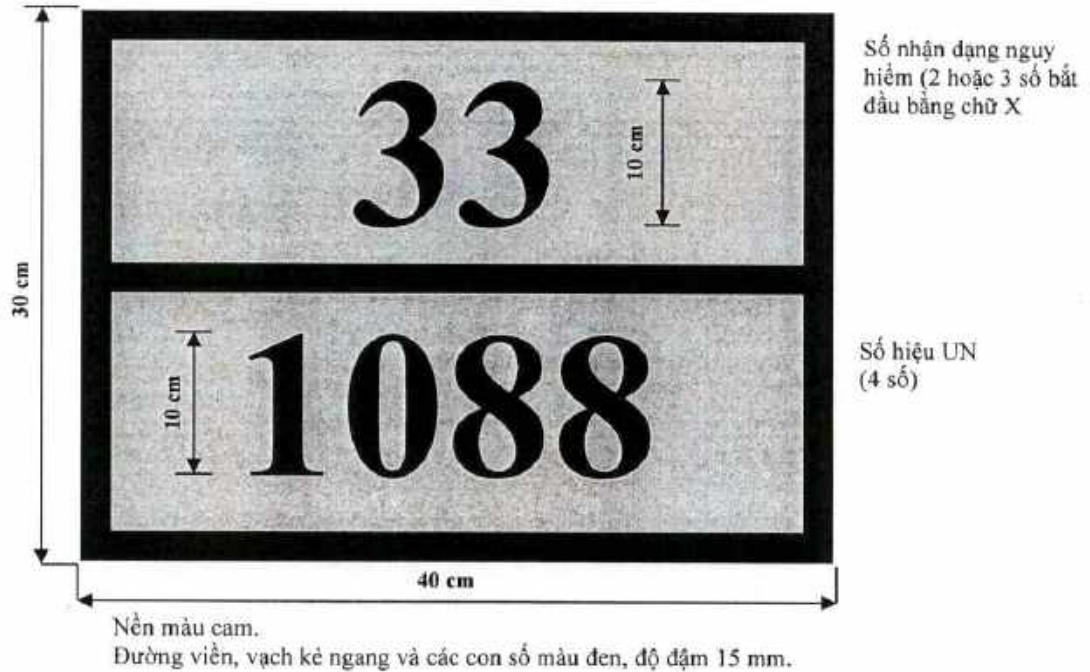 33
10 cm
Số nhận dạng nguy
hiểm (2 hoặc 3 số bắt
đầu bằng chữ X
30 cm
1088
10 cm
Số hiệu UN
(4 số)
40 cm
Nền màu cam.
Đường viền, vạch kẻ ngang và các con số màu đen, độ đậm 15 mm.